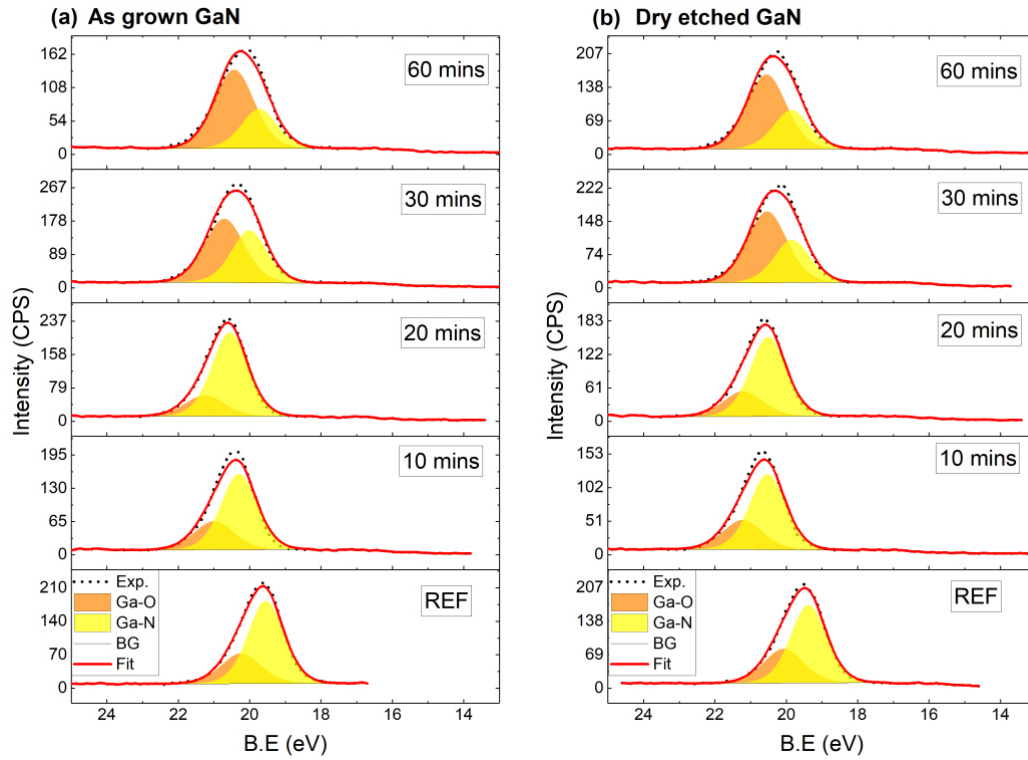 (a) As grown GaN
162
108
54
0
60 mins
267
178
89
0
30 mins
237
158
79
0
20 mins
195
130
65
0
10 mins
210
140
70
0
Exp.
Ga-O
Ga-N
BG
Fit
REF
24 22 20 18 16 14
B.E (eV)
Intensity (CPS)
(b) Dry etched GaN
207
138
69
0
60 mins
222
148
74
0
30 mins
183
122
61
0
20 mins
153
102
51
0
10 mins
207
138
69
0
Exp.
Ga-O
Ga-N
BG
Fit
REF
24 22 20 18 16 14
B.E (eV)
Intensity (CPS)